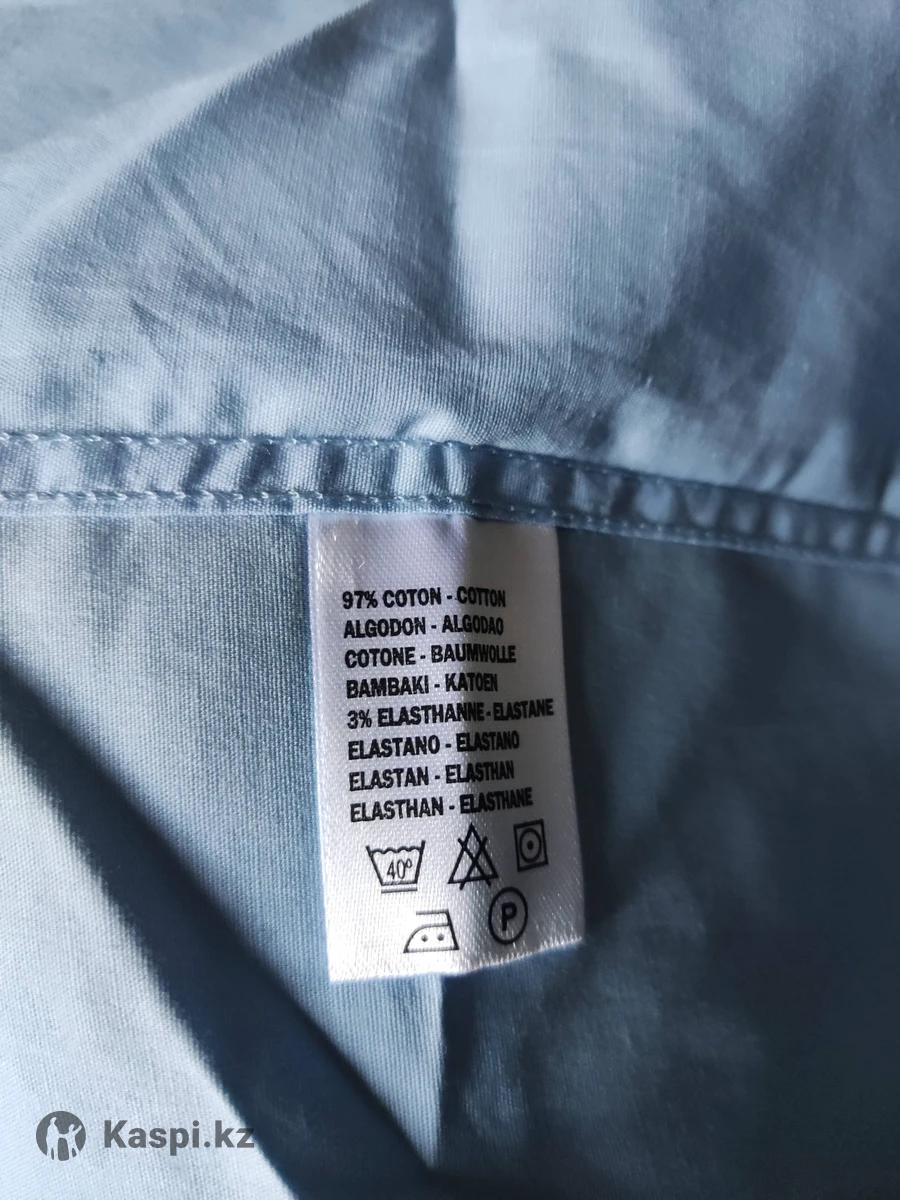 97% COTON - COTTON
ALGODON - ALGODAO
COTONE - BAUMWOLLE
BAMBAKI - KATOEN
3% ELASTHANNE - ELASTANE
ELASTANO - ELASTANO
ELASTAN - ELASTHAN
ELASTHAN - ELASTHANE
40º
P
Kaspi.kz